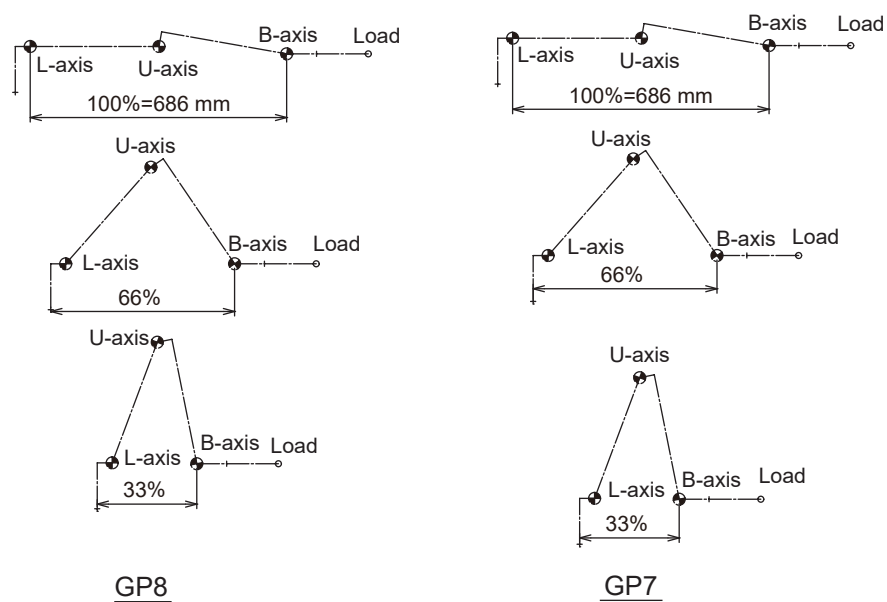 B-axis
Load
L-axis
U-axis
100%=686 mm
U-axis
B-axis
Load
L-axis
66%
U-axis
B-axis
Load
L-axis
33%
GP8
B-axis
Load
L-axis
U-axis
100%=686 mm
U-axis
B-axis
Load
L-axis
66%
U-axis
L-axis
B-axis
Load
33%
GP7